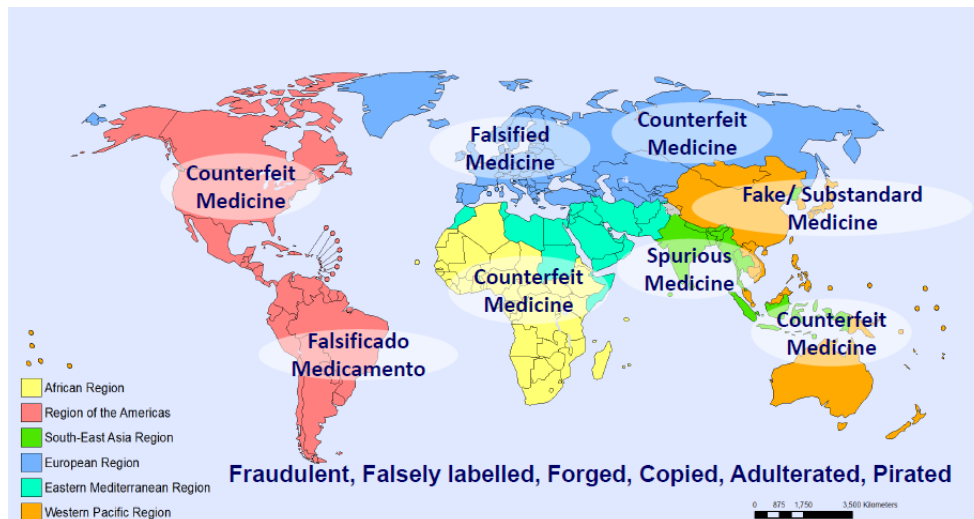 Counterfeit
Medicine
Falsified
Medicine
Counterfeit
Medicine
Fake/ Substandard
Medicine
Spurious
Medicine
Counterfeit
Medicine
Counterfeit
Medicine
Falsificado
Medicamento
African Region
Region of the Americas
South-East Asia Region
European Region
Eastern Mediterranean Region
Western Pacific Region
Fraudulent, Falsely labelled, Forged, Copied, Adulterated, Pirated
0 875 1,750 3,500 Kilometers